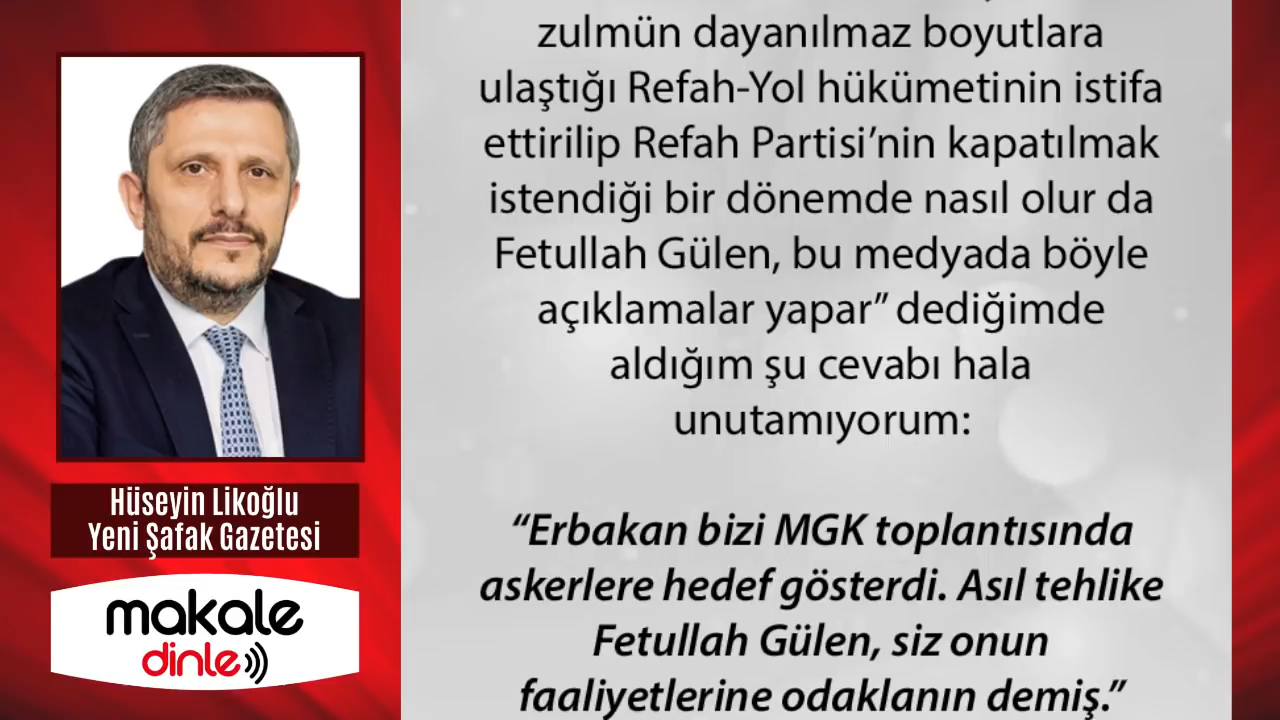 zulmün dayanılmaz boyutlara
ulaştığı Refah-Yol hükümetinin istifa
ettirilip Refah Partisi’nin kapatılmak
istendiği bir dönemde nasıl olur da
Fetullah Gülen, bu medyada böyle
açıklamalar yapar” dediğimde
aldığım şu cevabı hala
unutamıyorum:
“Erbakan bizi MGK toplantısında
askerlere hedef gösterdi. Asıl tehlike
Fetullah Gülen, siz onun
faaliyetlerine odaklanın demiş.”
Hüseyin Likoğlu
Yeni Şafak Gazetesi
makale
dinle